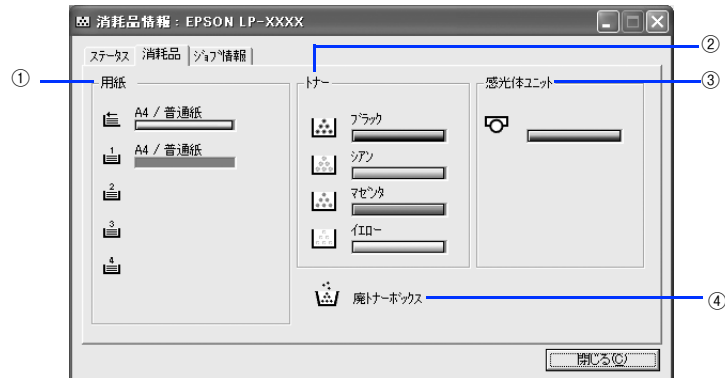 消耗品情報 : EPSON LP-XXXX
ステータス 消耗品 ジョブ情報
① 用紙
A4 / 普通紙
1 A4 / 普通紙
2
3
4
② トナー
ブラック
シアン
マゼンタ
イエロー
③ 感光体ユニット
④ 廃トナーボックス
閉じる(C)